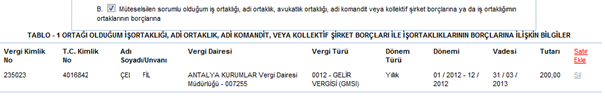 B. Müteselsilen sorumlu olduğum iş ortaklığı, adi ortaklık, avukatlık ortaklığı, adi komandit veya kollektif şirket borçlarına ya da iş ortaklığımın
ortaklarının borçlarına
TABLO - 1 ORTAĞI OLDUĞUM İŞORTAKLIĞI, ADİ ORTAKLIK, ADİ KOMANDİT, VEYA KOLLEKTİF ŞİRKET BORÇLARI İLE İŞORTAKLIKLARININ BORÇLARINA İLİŞKİN BİLGİLER
Vergi Kimlik No T.C. Kimlik No Adı Soyadı/Unvanı Vergi Dairesi Vergi Türü Dönem Türü Dönemi Vadesi Tutarı Satır Ekle
235023 4016842 ÇEİ FİL ANTALYA KURUMLAR Vergi Dairesi Müdürlüğü - 007255 0012 - GELİR VERGİSİ (GMSI) Yıllık 01 / 2012 - 12 / 2012 31 / 03 / 2013 200,00 Sil